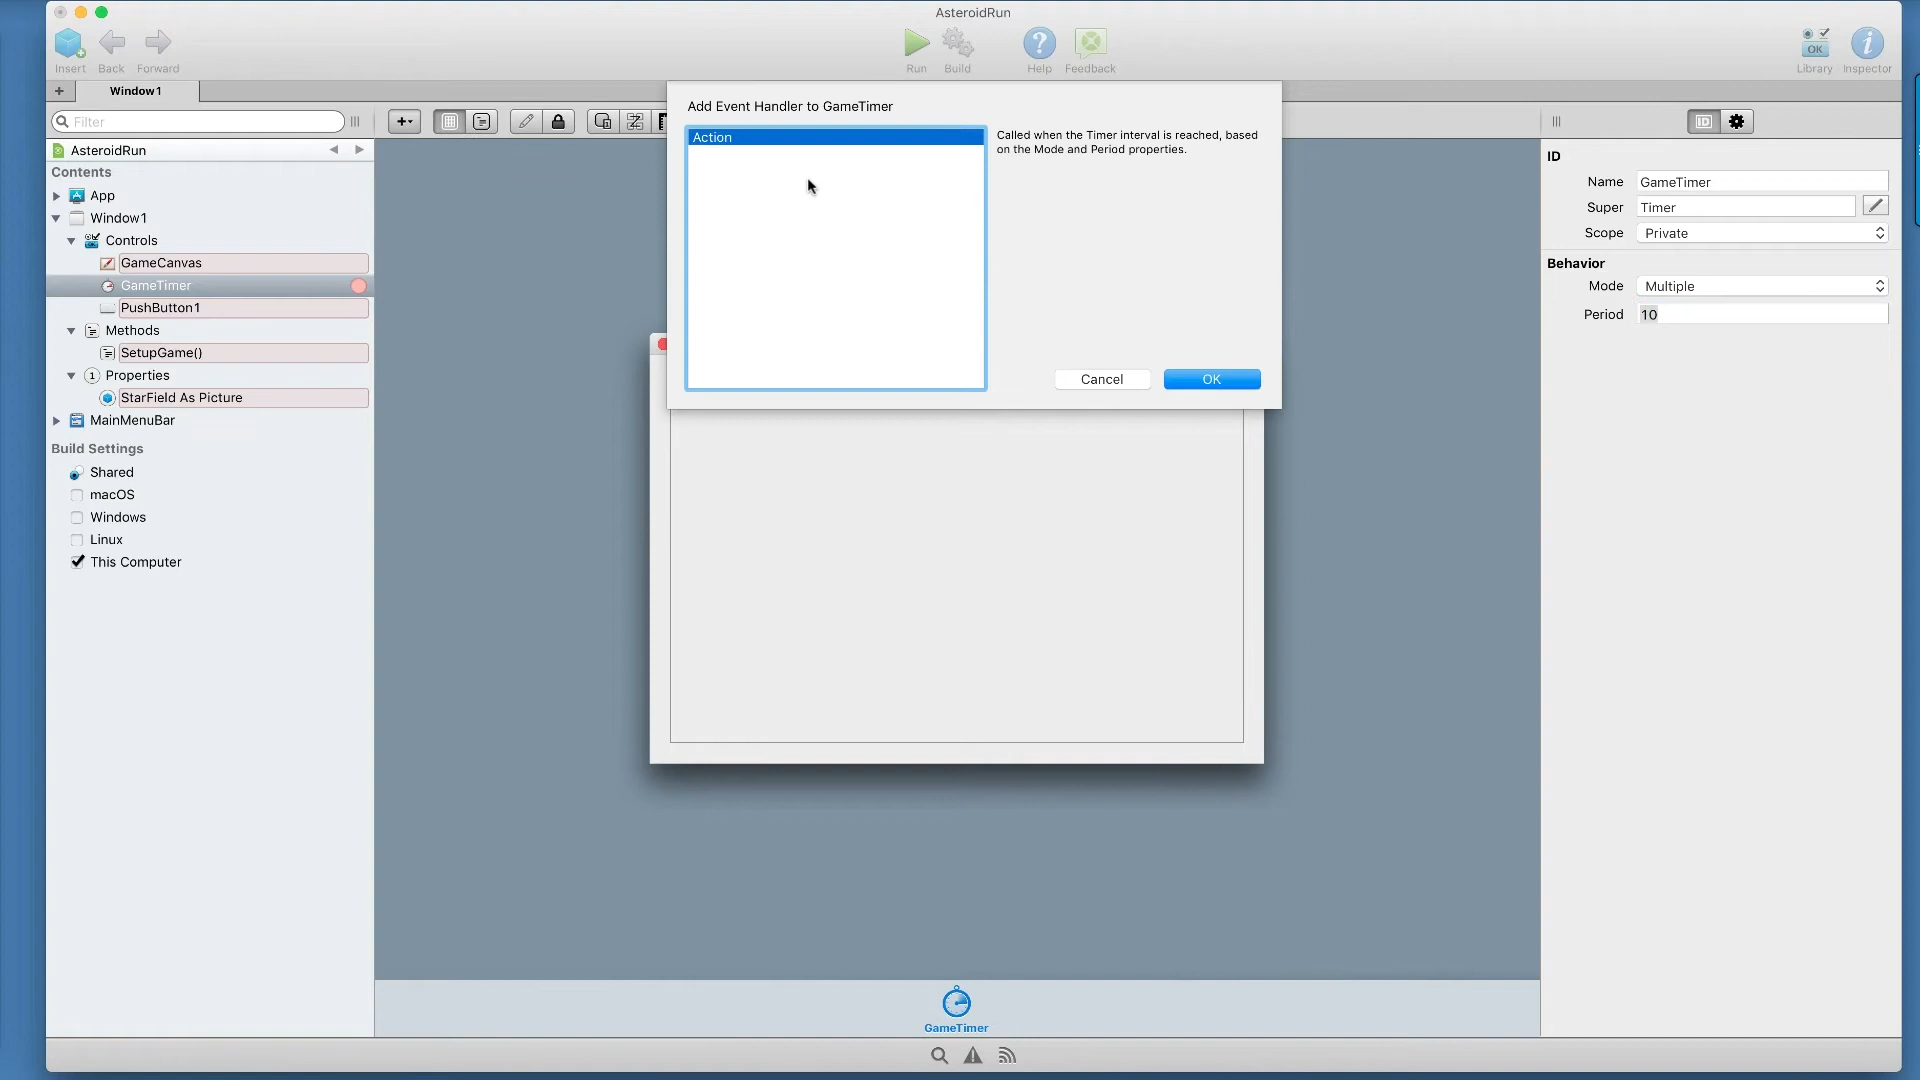 AsteroidRun
Insert Back Forward Run Build Help Feedback Library Inspector
OK
+ Window1
Filter
Add Event Handler to GameTimer
Action
Called when the Timer interval is reached, based
on the Mode and Period properties.
Cancel OK
AsteroidRun
Contents
App
Window1
Controls
GameCanvas
GameTimer
PushButton1
Methods
SetupGame()
1 Properties
StarField As Picture
MainMenuBar
Build Settings
Shared
macOS
Windows
Linux
This Computer
ID
ID
Name GameTimer
Super Timer
Scope Private
Behavior
Mode Multiple
Period 10
GameTimer